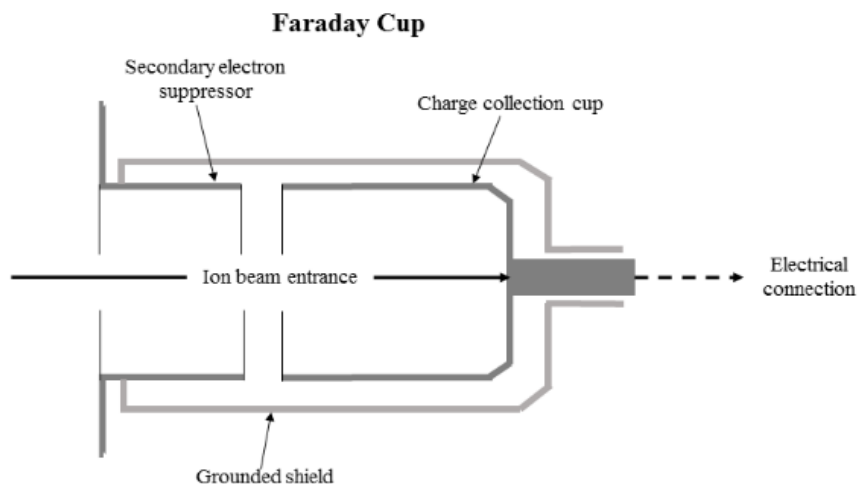 Faraday Cup
Secondary electron
suppressor
Charge collection cup
Ion beam entrance
Electrical
connection
Grounded shield